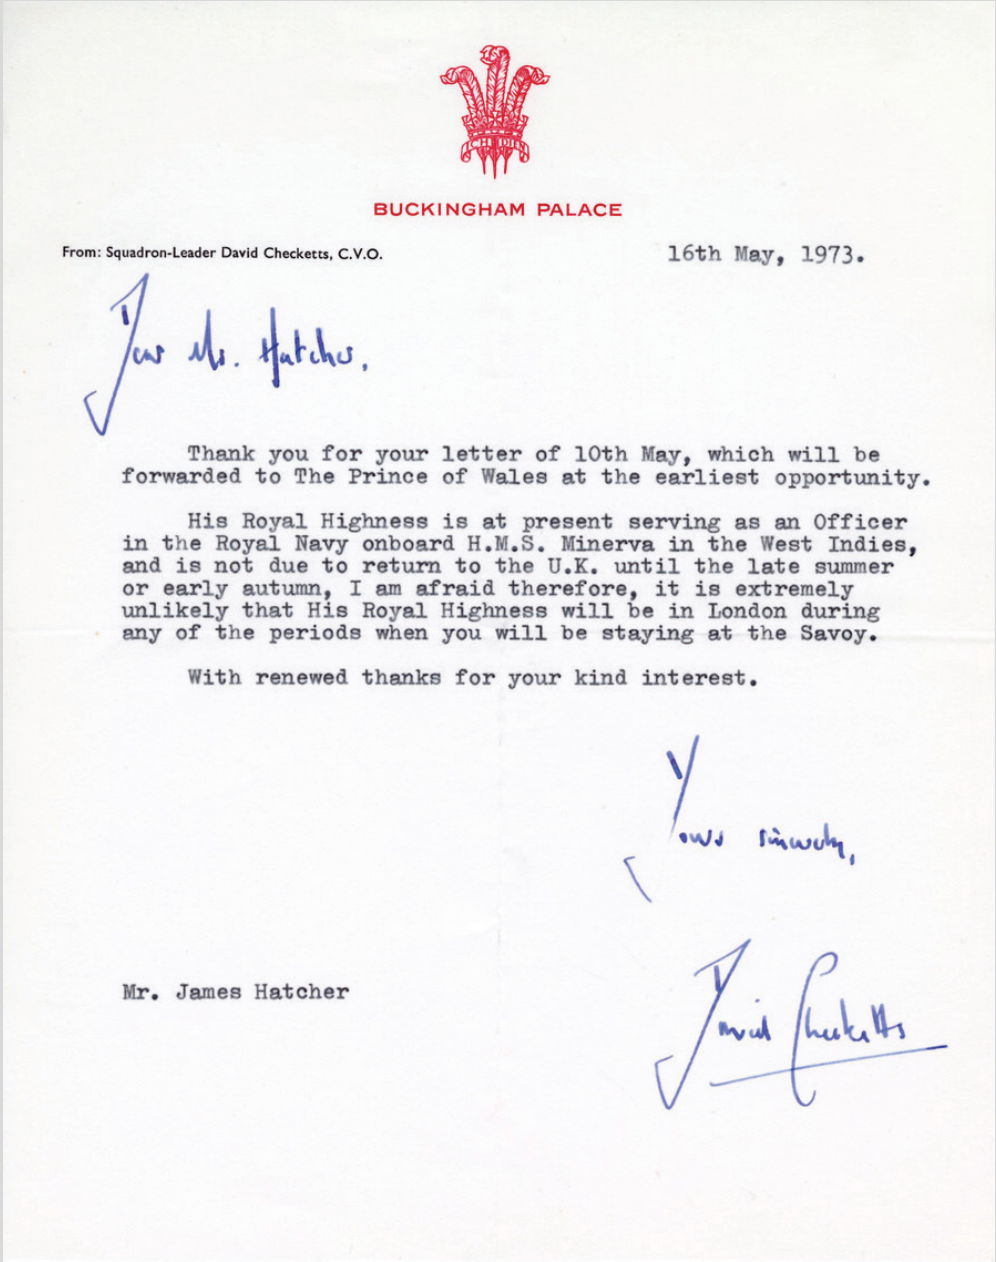 ICH DIEN
BUCKINGHAM PALACE
From: Squadron-Leader David Checketts, C.V.O.
16th May, 1973.
Dear Mr. Hatcher,
Thank you for your letter of 10th May, which will be
forwarded to The Prince of Wales at the earliest opportunity.
His Royal Highness is at present serving as an Officer
in the Royal Navy onboard H.M.S. Minerva in the West Indies,
and is not due to return to the U.K. until the late summer
or early autumn, I am afraid therefore, it is extremely
unlikely that His Royal Highness will be in London during
any of the periods when you will be staying at the Savoy.
With renewed thanks for your kind interest.
Yours sincerely,
David Checketts
Mr. James Hatcher